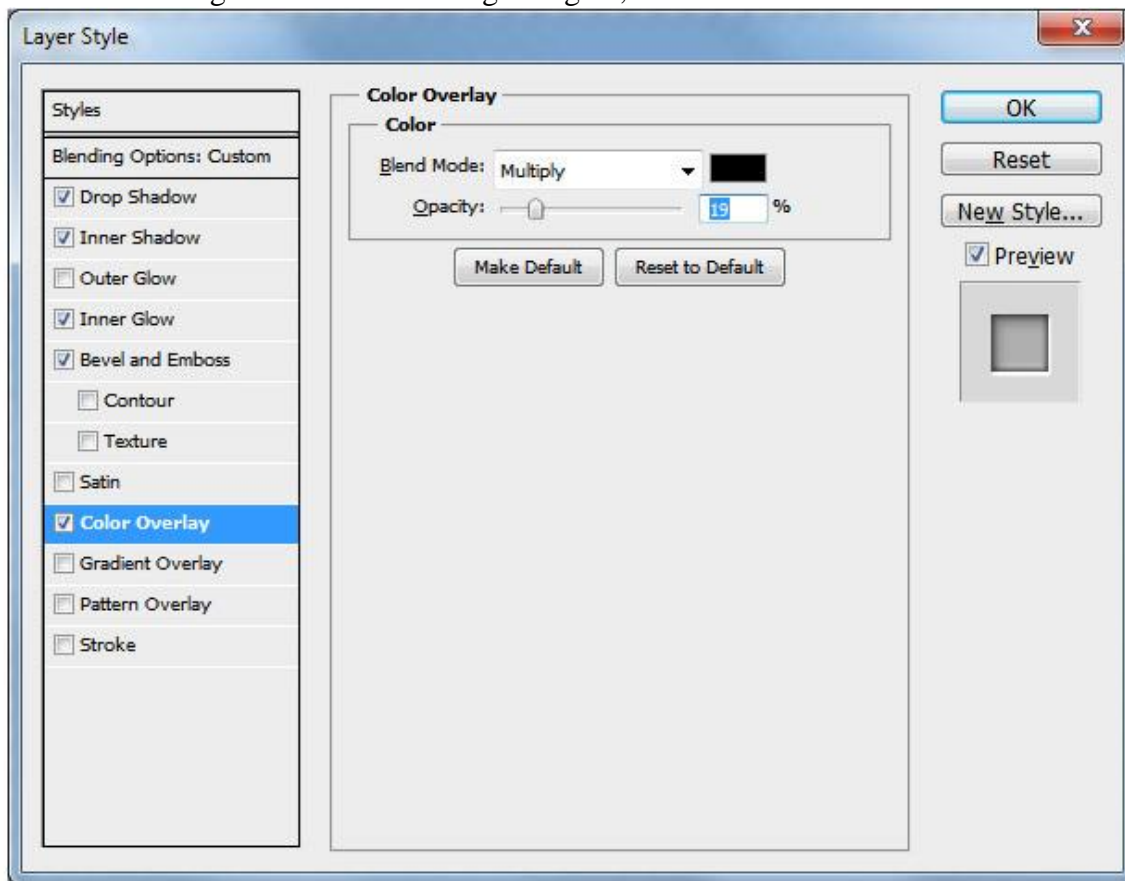 Layer Style
Styles
Blending Options: Custom
Drop Shadow
Inner Shadow
Outer Glow
Inner Glow
Bevel and Emboss
Contour
Texture
Satin
Color Overlay
Gradient Overlay
Pattern Overlay
Stroke
Color Overlay
Color
Blend Mode: Multiply
Opacity: 19 %
Make Default Reset to Default
OK
Reset
New Style...
Preview